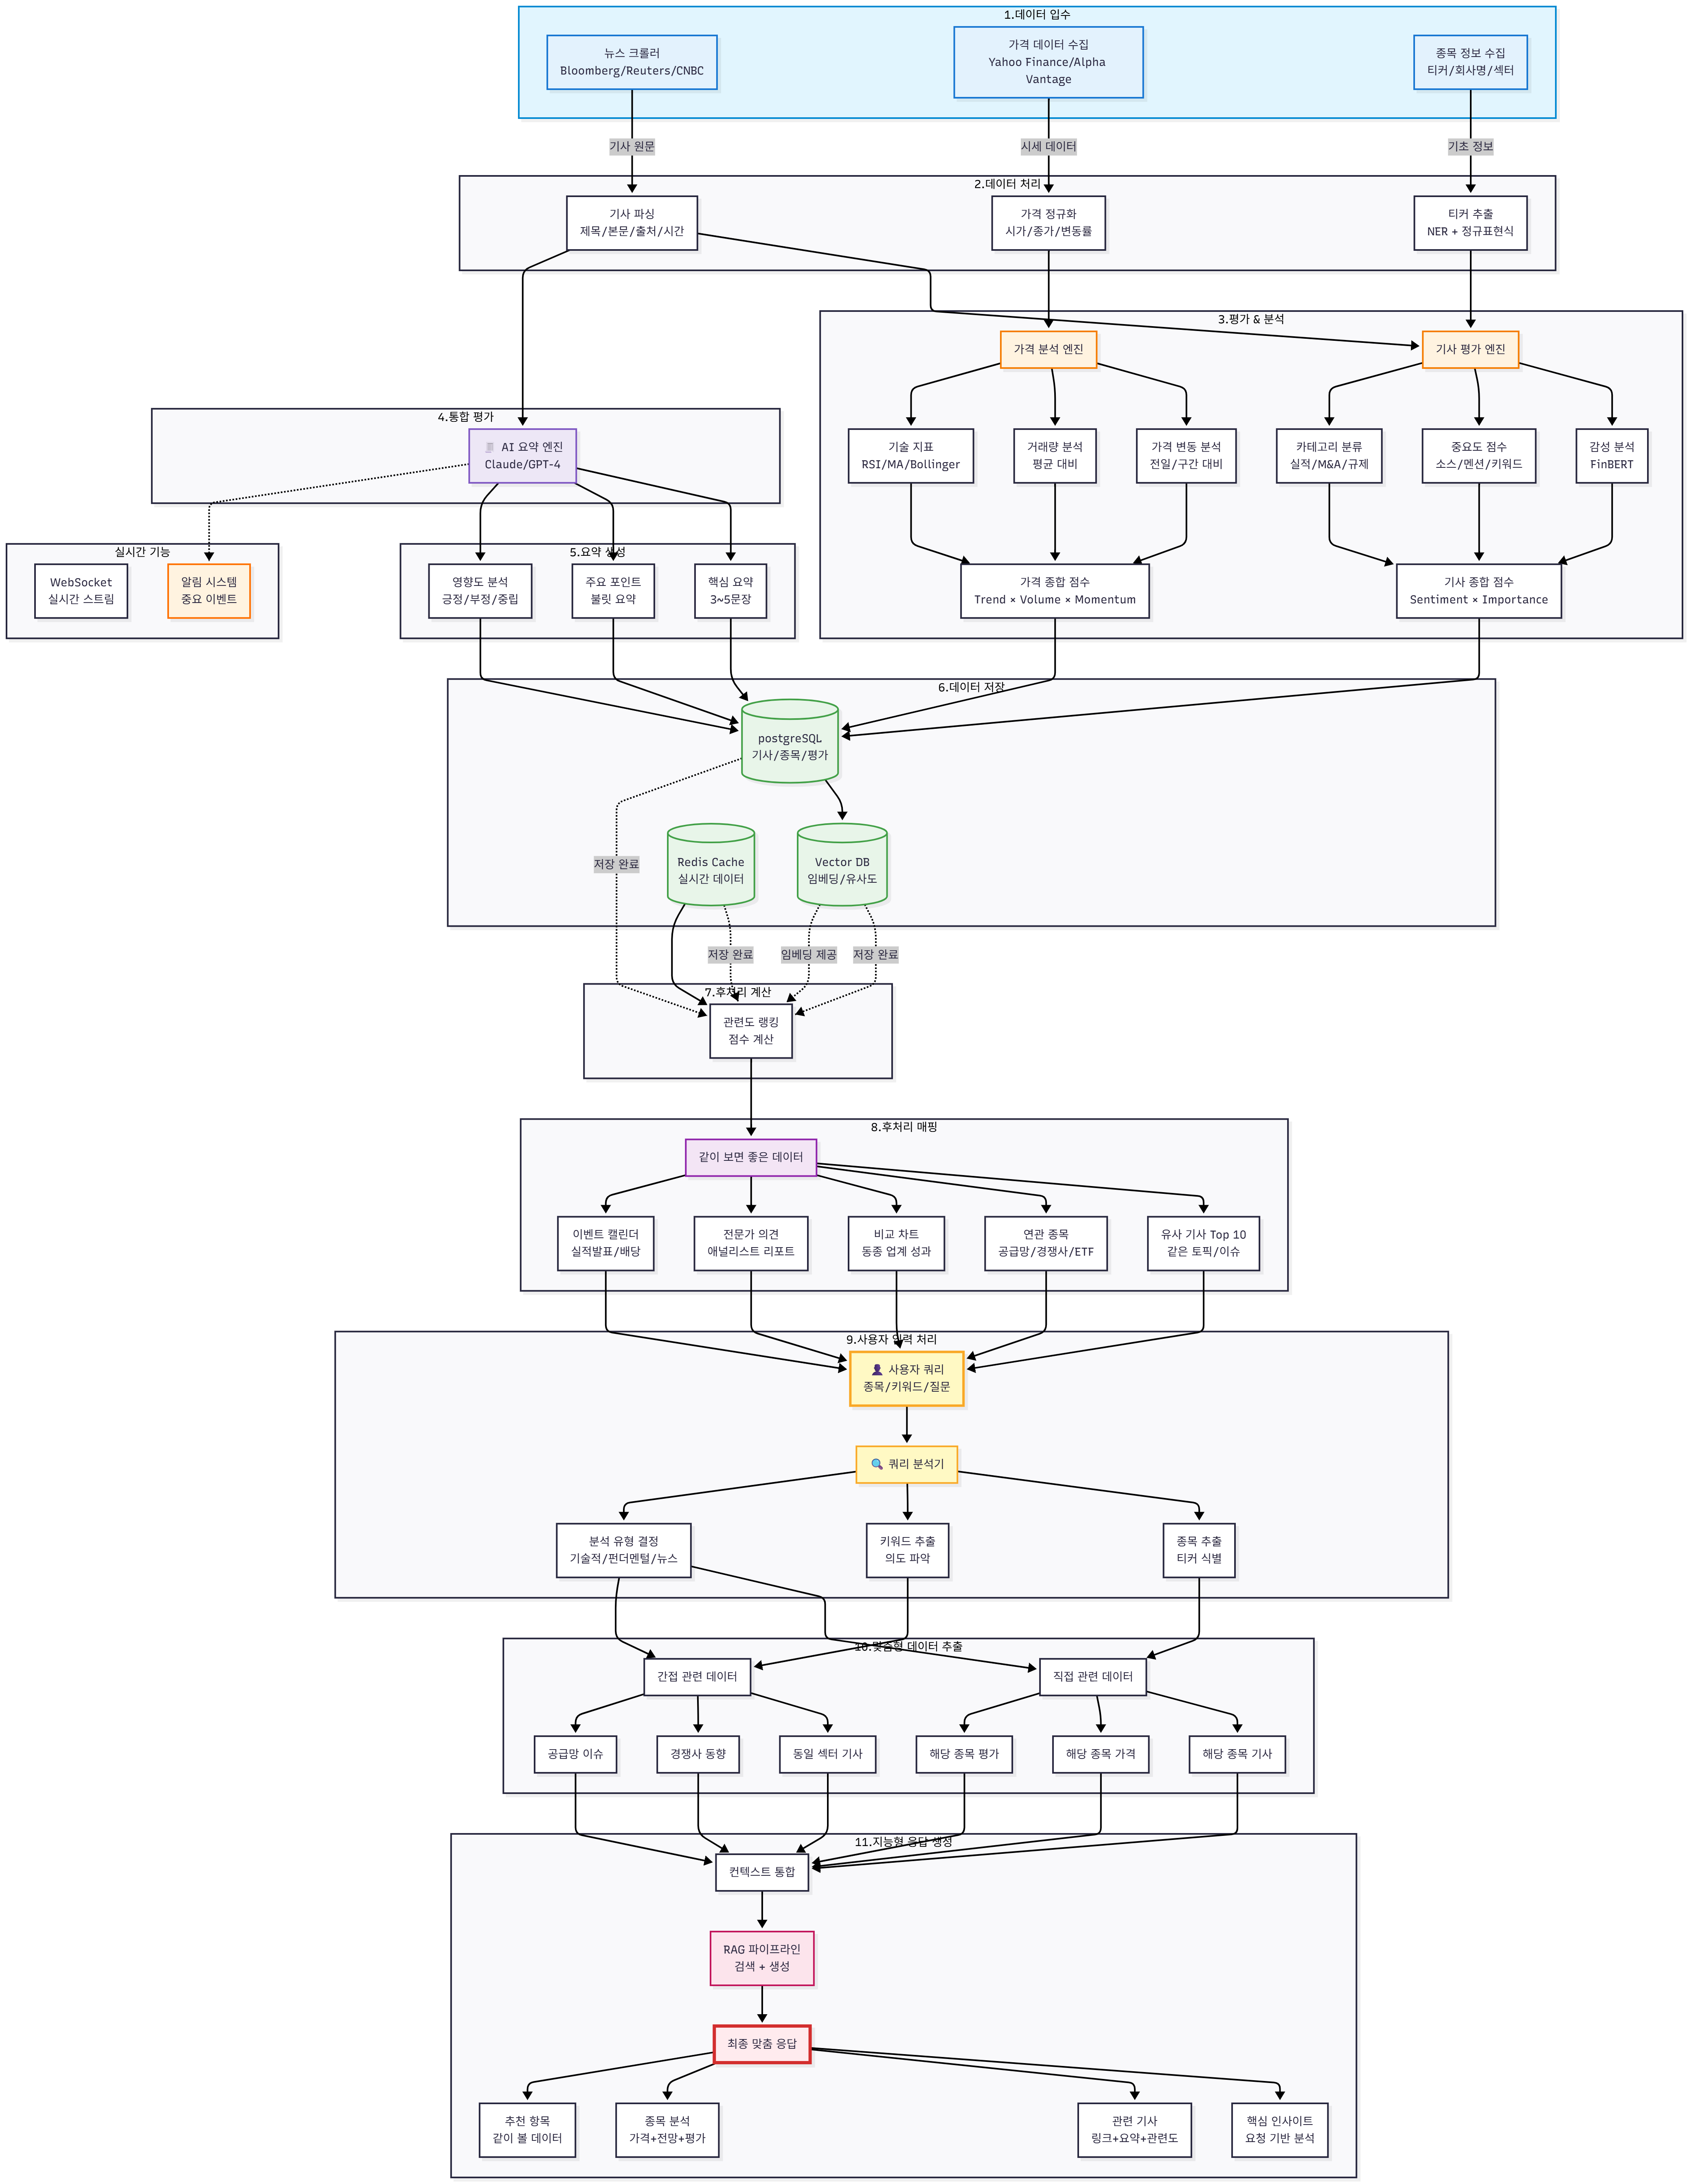 1.데이터 입수
뉴스 크롤러
Bloomberg/Reuters/CNBC
가격 데이터 수집
Yahoo Finance/Alpha
Vantage
종목 정보 수집
티커/회사명/섹터
기사 원문
시세 데이터
기초 정보
2.데이터 처리
기사 파싱
제목/본문/출처/시간
가격 정규화
시가/종가/변동률
티커 추출
NER + 정규표현식
3.평가 & 분석
가격 분석 엔진
기사 평가 엔진
기술 지표
RSI/MA/Bollinger
거래량 분석
평균 대비
가격 변동 분석
전일/구간 대비
카테고리 분류
실적/M&A/규제
중요도 점수
소스/멘션/키워드
감성 분석
FinBERT
가격 종합 점수
Trend × Volume × Momentum
기사 종합 점수
Sentiment × Importance
4.통합 평가
AI 요약 엔진
Claude/GPT-4
실시간 기능
WebSocket
실시간 스트림
알림 시스템
중요 이벤트
5.요약 생성
영향도 분석
긍정/부정/중립
주요 포인트
불릿 요약
핵심 요약
3~5문장
6.데이터 저장
postgreSQL
기사/종목/평가
Redis Cache
실시간 데이터
Vector DB
임베딩/유사도
저장 완료
저장 완료
임베딩 제공
저장 완료
7.후처리 계산
관련도 랭킹
점수 계산
8.후처리 매핑
같이 보면 좋은 데이터
이벤트 캘린더
실적발표/배당
전문가 의견
애널리스트 리포트
비교 차트
동종 업계 성과
연관 종목
공급망/경쟁사/ETF
유사 기사 Top 10
같은 토픽/이슈
9.사용자 입력 처리
사용자 쿼리
종목/키워드/질문
쿼리 분석기
분석 유형 결정
기술적/펀더멘털/뉴스
키워드 추출
의도 파악
종목 추출
티커 식별
10.맞춤형 데이터 추출
간접 관련 데이터
직접 관련 데이터
공급망 이슈
경쟁사 동향
동일 섹터 기사
해당 종목 평가
해당 종목 가격
해당 종목 기사
11.지능형 응답 생성
컨텍스트 통합
RAG 파이프라인
검색 + 생성
최종 맞춤 응답
추천 항목
같이 볼 데이터
종목 분석
가격+전망+평가
관련 기사
링크+요약+관련도
핵심 인사이트
요청 기반 분석